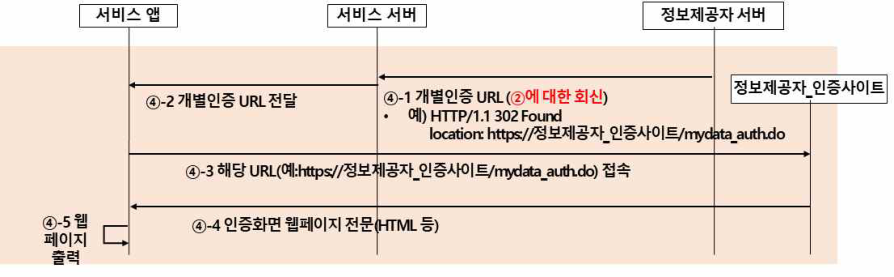 서비스 앱
서비스 서버
정보제공자 서버
정보제공자_인증사이트
④-2 개별인증 URL 전달
④-1 개별인증 URL (②에 대한 회신)
• 예) HTTP/1.1 302 Found
location: https://정보제공자_인증사이트/mydata_auth.do
④-3 해당 URL(예:https://정보제공자_인증사이트/mydata_auth.do) 접속
④-4 인증화면 웹페이지 전문(HTML 등)
④-5 웹
페이지
출력